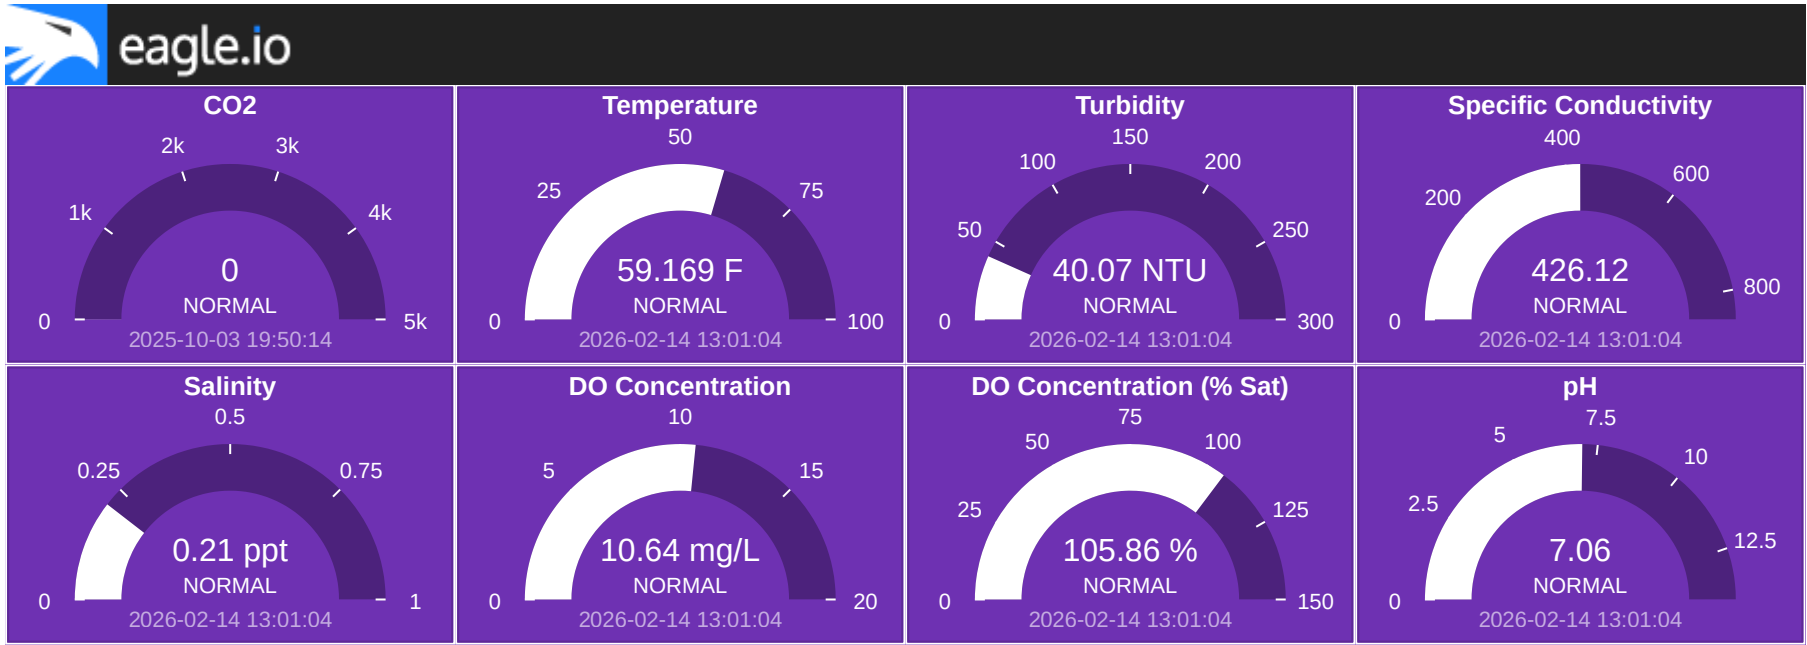 eagle.io
CO2
0
1k
2k
3k
4k
5k
0
NORMAL
2025-10-03 19:50:14
Temperature
0
25
50
75
100
59.169 F
NORMAL
2026-02-14 13:01:04
Turbidity
0
50
100
150
200
250
300
40.07 NTU
NORMAL
2026-02-14 13:01:04
Specific Conductivity
0
200
400
600
800
426.12
NORMAL
2026-02-14 13:01:04
Salinity
0
0.25
0.5
0.75
1
0.21 ppt
NORMAL
2026-02-14 13:01:04
DO Concentration
0
5
10
15
20
10.64 mg/L
NORMAL
2026-02-14 13:01:04
DO Concentration (% Sat)
0
25
50
75
100
125
150
105.86 %
NORMAL
2026-02-14 13:01:04
pH
0
2.5
5
7.5
10
12.5
7.06
NORMAL
2026-02-14 13:01:04